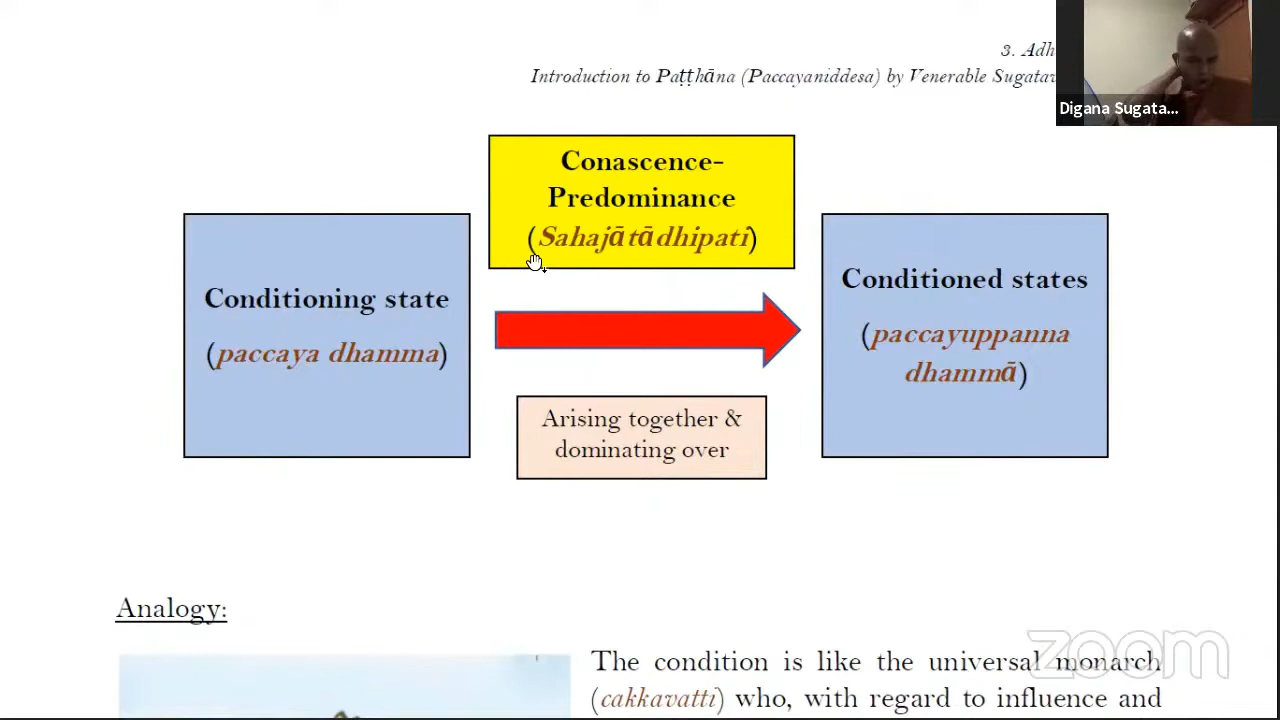 3. Adh
Introduction to Paṭṭhāna (Paccayaniddesa) by Venerable Sugatav
Digana Sugata...
Conascence-
Predominance
(Sahajātādhipati)
Conditioning state
(paccaya dhamma)
Conditioned states
(paccayuppanna
dhammā)
Arising together &
dominating over
Analogy:
The condition is like the universal monarch
(cakkavatti) who, with regard to influence and
zoom